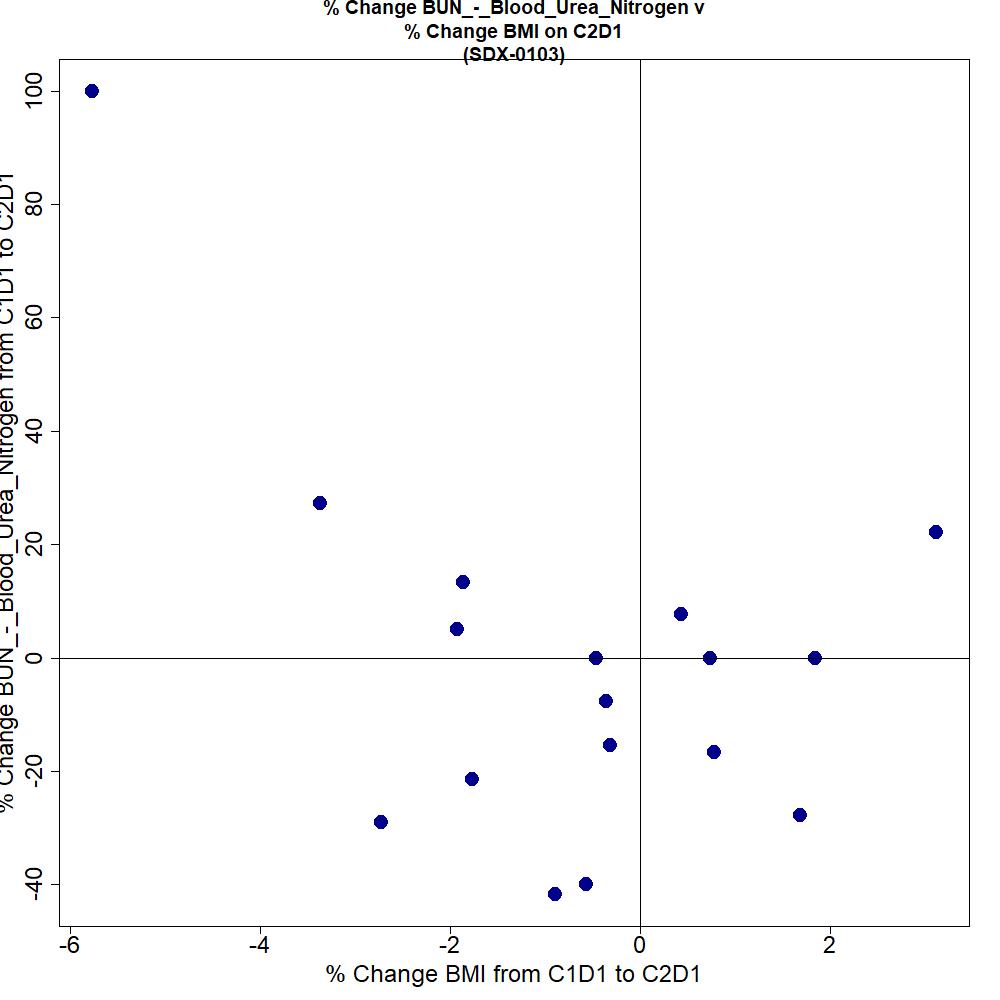 % Change BUN_-_Blood_Urea_Nitrogen v
% Change BMI on C2D1
(SDX-0103)
% Change BUN_-_Blood_Urea_Nitrogen from C1D1 to C2D1
100
80
60
40
20
0
-20
-40
-6
-4
-2
0
2
% Change BMI from C1D1 to C2D1